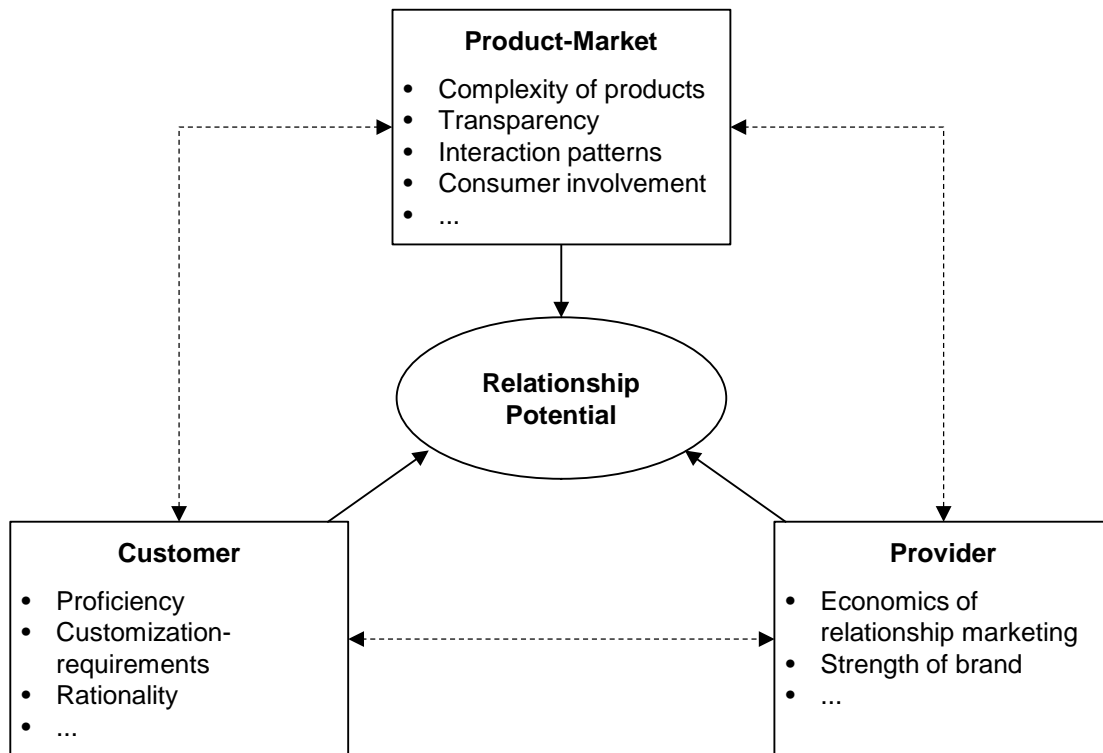 Product-Market
• Complexity of products
• Transparency
• Interaction patterns
• Consumer involvement
• ...
Relationship
Potential
Customer
• Proficiency
• Customization-
requirements
• Rationality
• ...
Provider
• Economics of
relationship marketing
• Strength of brand
• ...